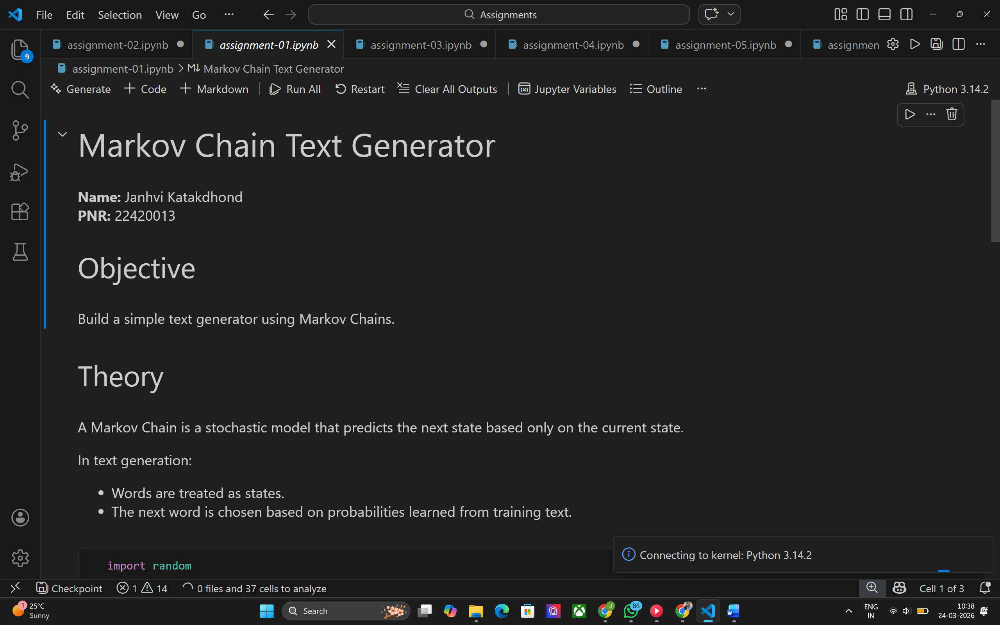 File Edit Selection View Go ··· Assignments
assignment-02.ipynb assignment-01.ipynb assignment-03.ipynb assignment-04.ipynb assignment-05.ipynb assignmen
9
assignment-01.ipynb > M↓ Markov Chain Text Generator
Generate + Code + Markdown Run All Restart Clear All Outputs Jupyter Variables Outline ··· Python 3.14.2
Markov Chain Text Generator
Name: Janhvi Katakdhond
PNR: 22420013
Objective
Build a simple text generator using Markov Chains.
Theory
A Markov Chain is a stochastic model that predicts the next state based only on the current state.
In text generation:
• Words are treated as states.
• The next word is chosen based on probabilities learned from training text.
import random
Connecting to kernel: Python 3.14.2
Checkpoint 1 14 0 files and 37 cells to analyze Cell 1 of 3
1 25°C
Sunny
Search
J
86
W
ENG
IN
10:38
24-03-2026